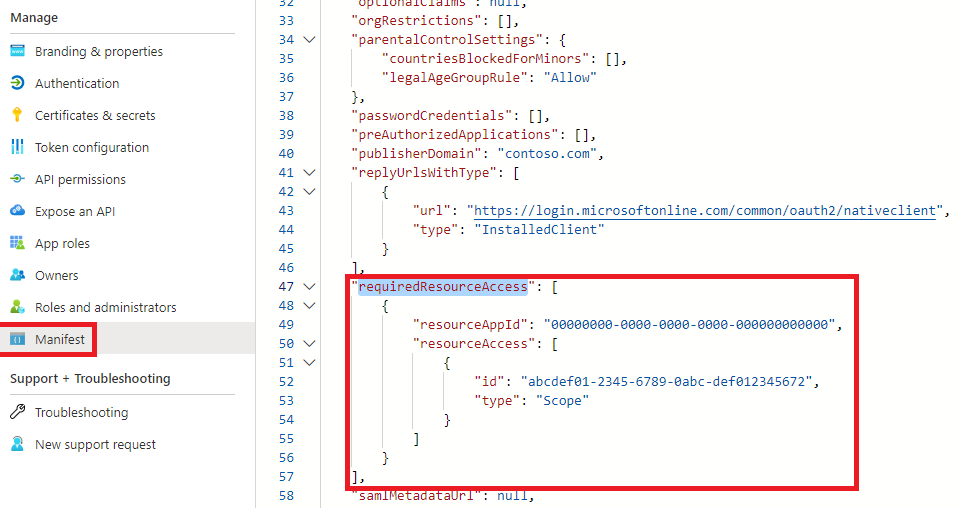 Manage
Branding & properties
Authentication
Certificates & secrets
Token configuration
API permissions
Expose an API
App roles
Owners
Roles and administrators
Manifest
Support + Troubleshooting
Troubleshooting
New support request
32 "optionalClaims": null,
33 "orgRestrictions": [],
34 "parentalControlSettings": {
35 "countriesBlockedForMinors": [],
36 "legalAgeGroupRule": "Allow"
37 },
38 "passwordCredentials": [],
39 "preAuthorizedApplications": [],
40 "publisherDomain": "contoso.com",
41 "replyUrlsWithType": [
42 {
43 "url": "https://login.microsoftonline.com/common/oauth2/nativeclient",
44 "type": "InstalledClient"
45 }
46 ],
47 "requiredResourceAccess": [
48 {
49 "resourceAppId": "00000000-0000-0000-0000-000000000000",
50 "resourceAccess": [
51 {
52 "id": "abcdef01-2345-6789-0abc-def012345672",
53 "type": "Scope"
54 }
55 ]
56 }
57 ],
58 "samlMetadataUrl": null,